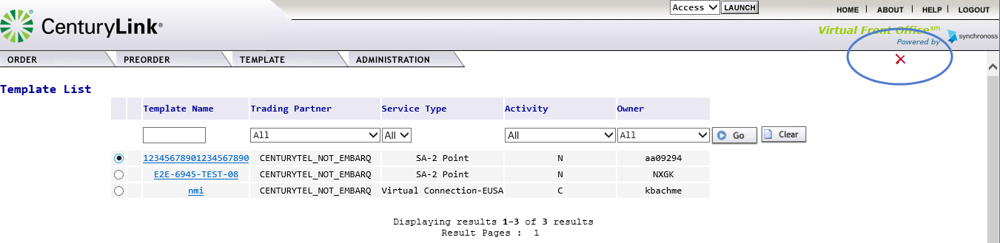 Access LAUNCH HOME | ABOUT | HELP | LOGOUT
CenturyLink®
Virtual Front Office sm
Powered by synchronoss
ORDER PREORDER TEMPLATE ADMINISTRATION
Template List
Template Name Trading Partner Service Type Activity Owner
All All All All Go Clear
12345678901234567890 CENTURYTEL_NOT_EMBARQ SA-2 Point N aa09294
E2E-6945-TEST-08 CENTURYTEL_NOT_EMBARQ SA-2 Point N NXGK
nmi CENTURYTEL_NOT_EMBARQ Virtual Connection-EUSA C kbachme
Displaying results 1-3 of 3 results
Result Pages : 1